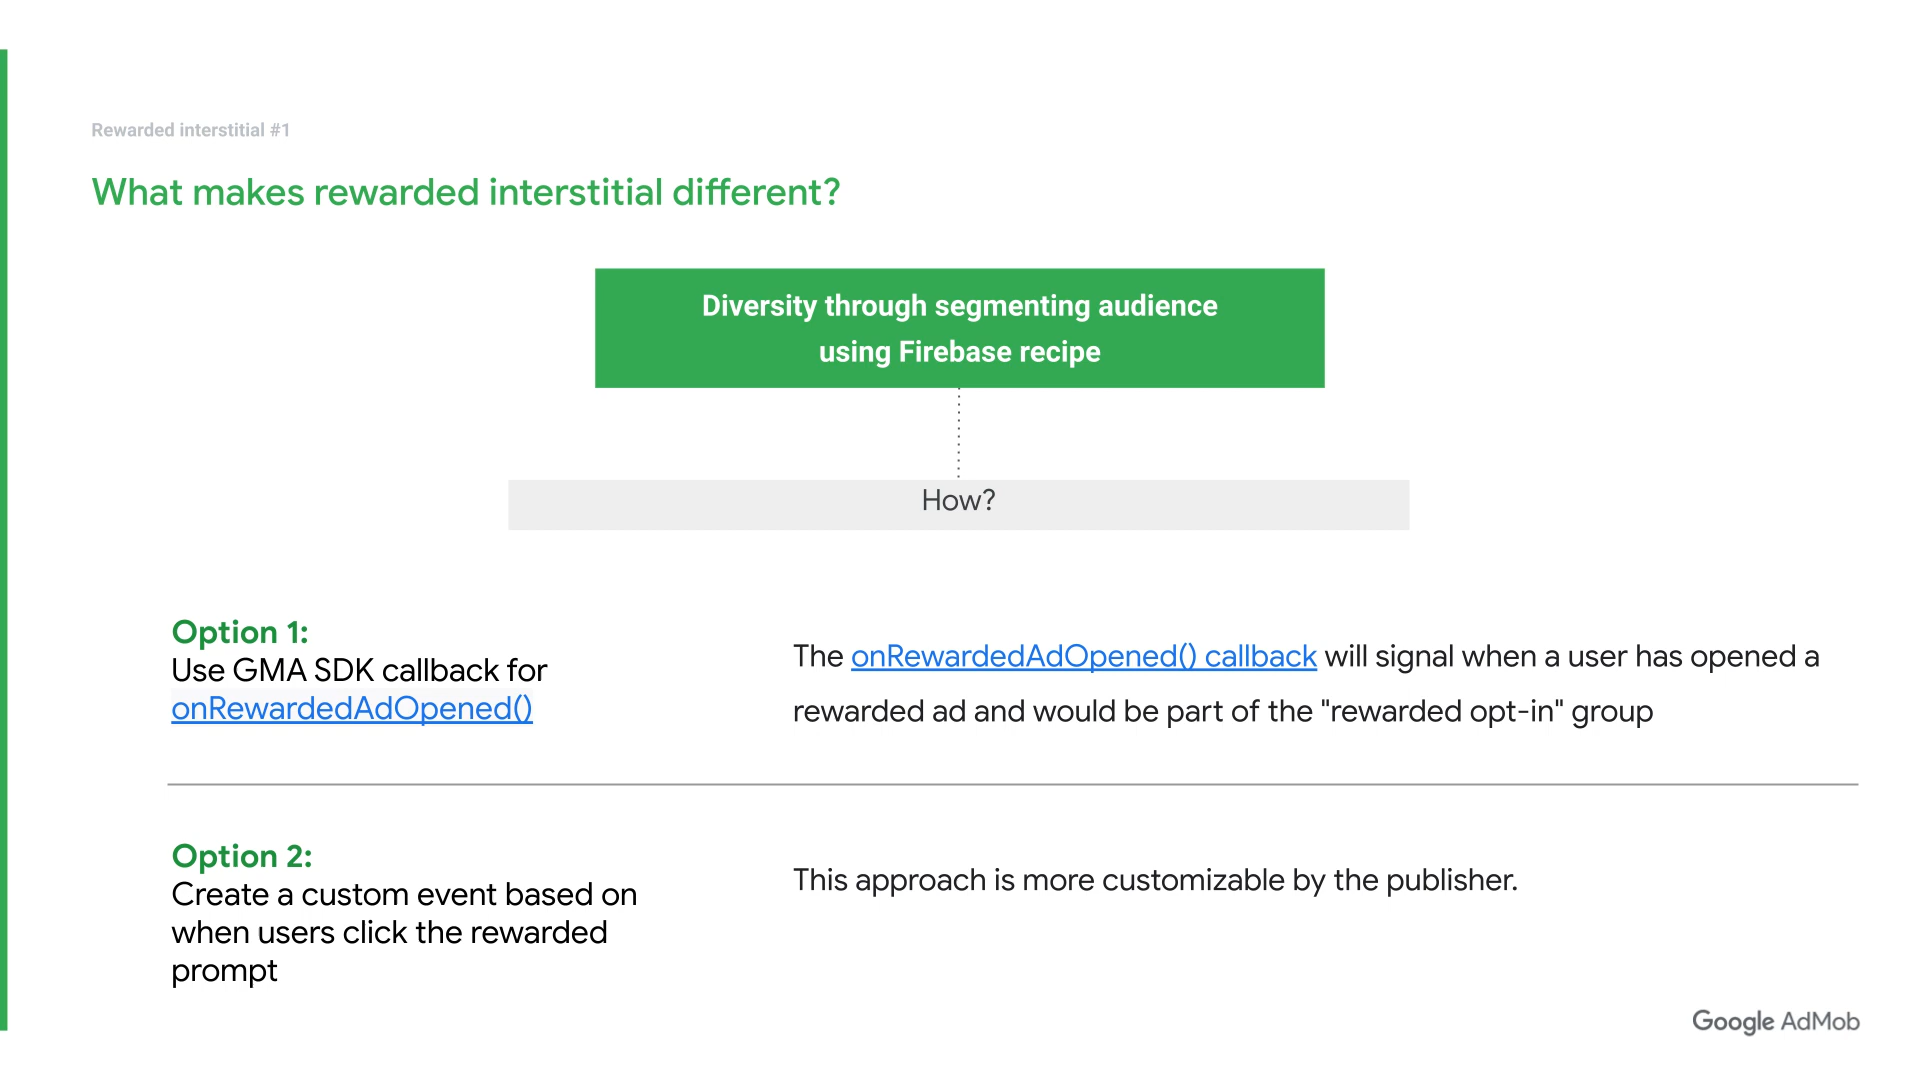 Rewarded interstitial #1
What makes rewarded interstitial different?
Diversity through segmenting audience
using Firebase recipe
How?
Option 1:
Use GMA SDK callback for
onRewardedAdOpened()
The onRewardedAdOpened() callback will signal when a user has opened a
rewarded ad and would be part of the "rewarded opt-in" group
Option 2:
Create a custom event based on
when users click the rewarded
prompt
This approach is more customizable by the publisher.
Google AdMob